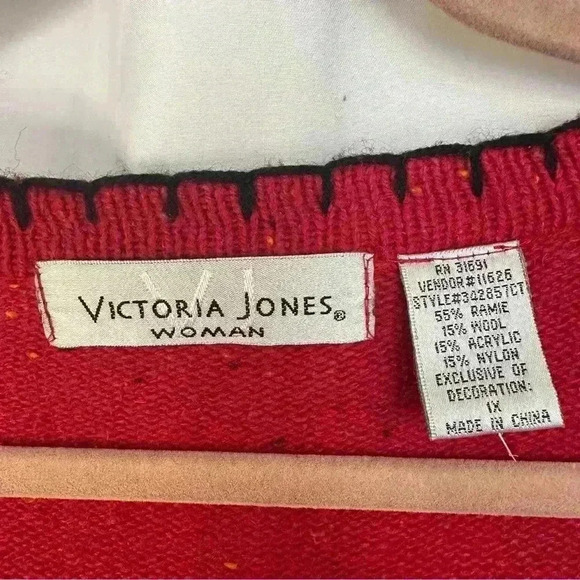 VJ
VICTORIA JONES®
WOMAN
RN 31691
VENDOR#11626
STYLE#342857CT
55% RAMIE
15% WOOL
15% ACRYLIC
15% NYLON
EXCLUSIVE OF
DECORATION:
1X
MADE IN CHINA